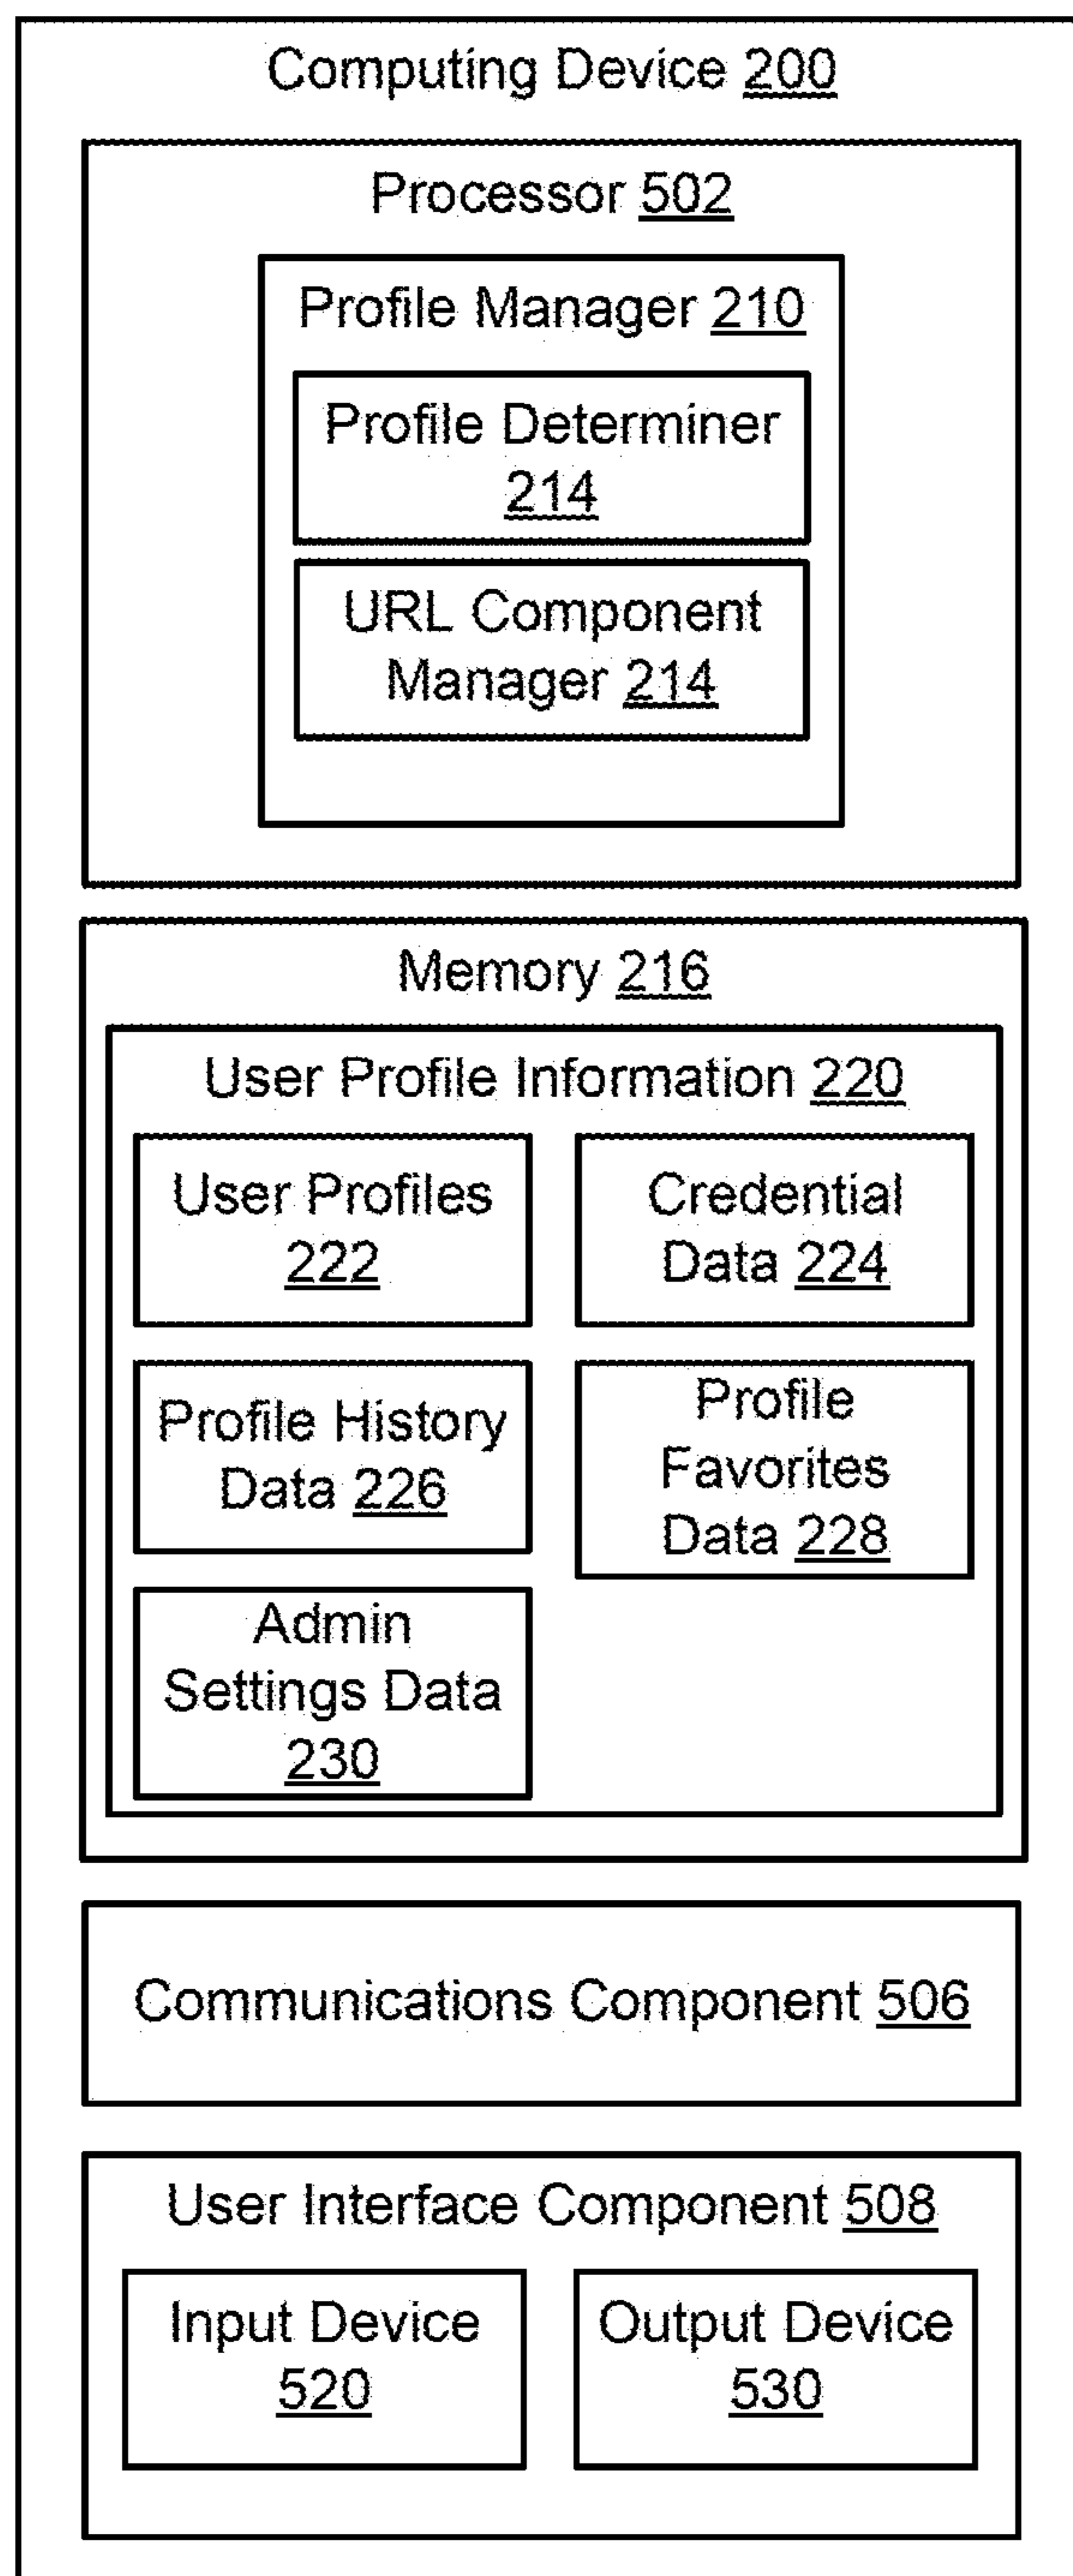 Computing Device 200
Processor 502
Profile Manager 210
Profile Determiner
214
URL Component
Manager 214
Memory 216
User Profile Information 220
User Profiles
222
Credential
Data 224
Profile History
Data 226
Profile
Favorites
Data 228
Admin
Settings Data
230
Communications Component 506
User Interface Component 508
Input Device
520
Output Device
530